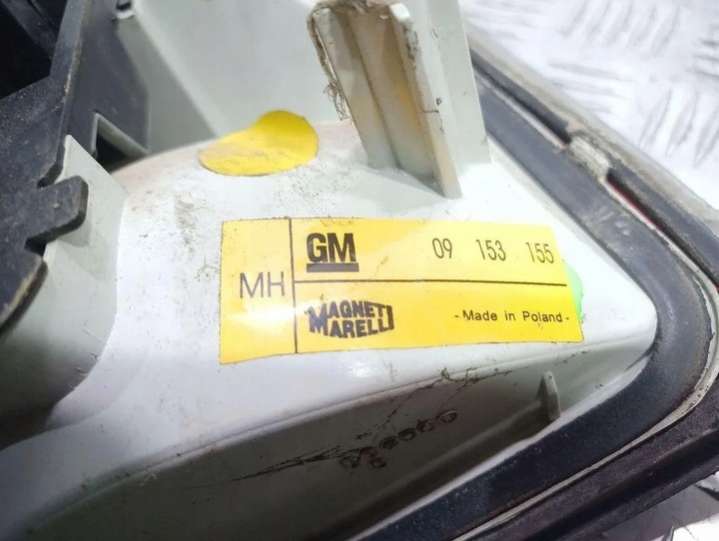 MH
GM 09 153 155
MAGNETI MARELLI - Made in Poland -